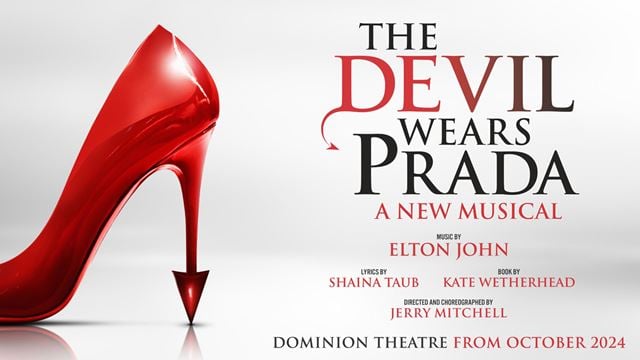 THE
DEVIL
WEARS
PRADA
A NEW MUSICAL
MUSIC BY
ELTON JOHN
LYRICS BY
SHAINA TAUB
BOOK BY
KATE WETHERHEAD
DIRECTED AND CHOREOGRAPHED BY
JERRY MITCHELL
DOMINION THEATRE FROM OCTOBER 2024